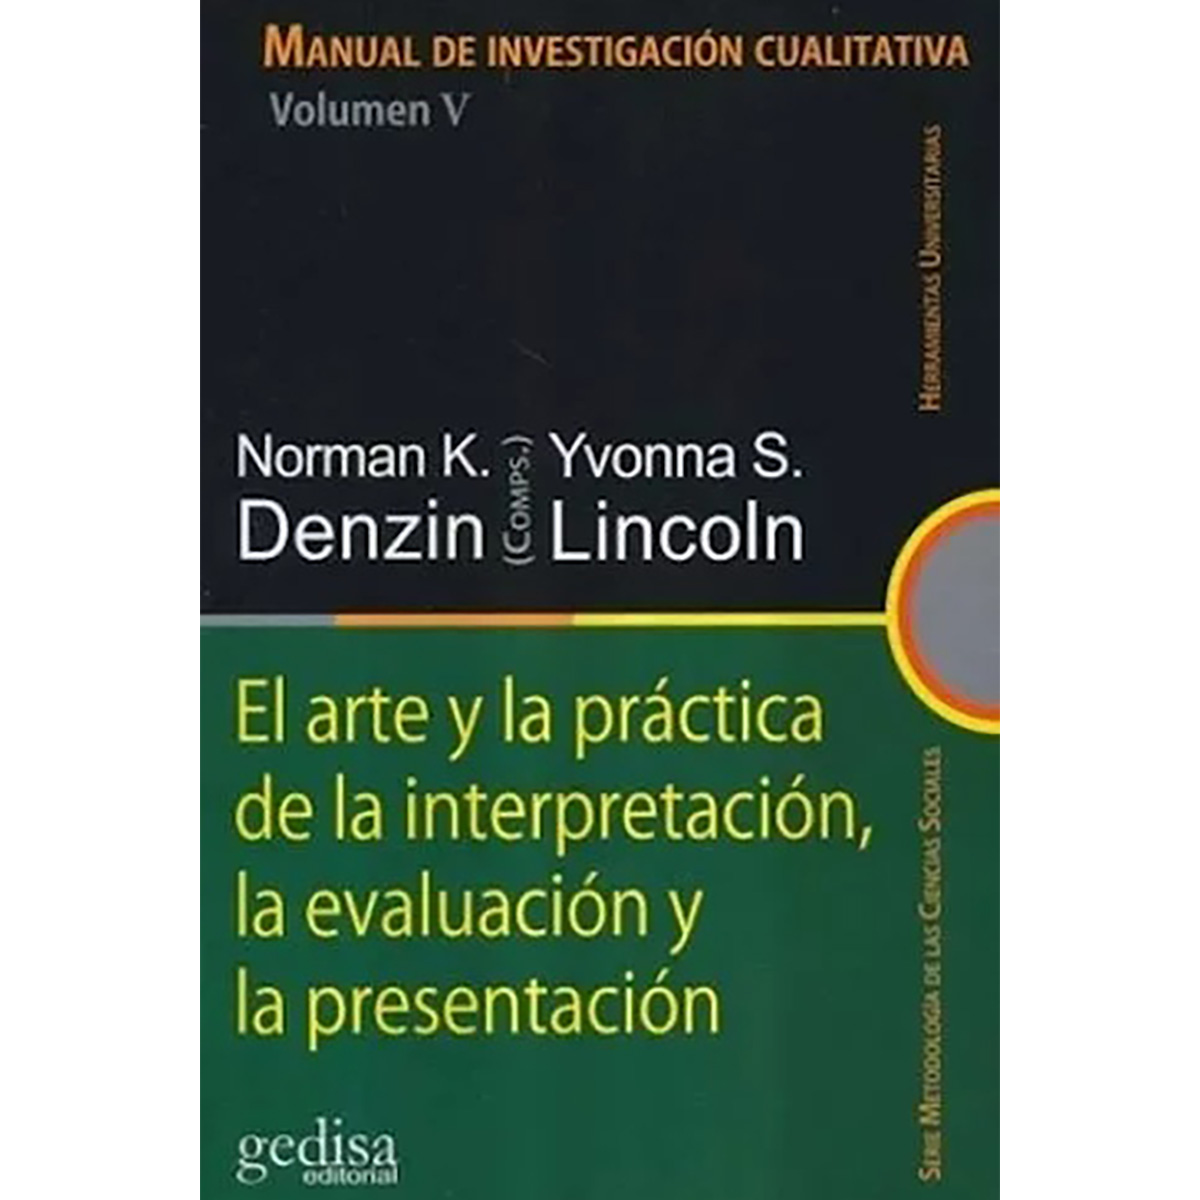 MANUAL DE INVESTIGACIÓN CUALITATIVA
Volumen V
HERRAMIENTAS UNIVERSITARIAS
Norman K.
Denzin
(COMPS.)
Yvonna S.
Lincoln
El arte y la práctica
de la interpretación,
la evaluación y
la presentación
SERIE METODOLOGÍA DE LAS CIENCIAS SOCIALES
gedisa
editorial